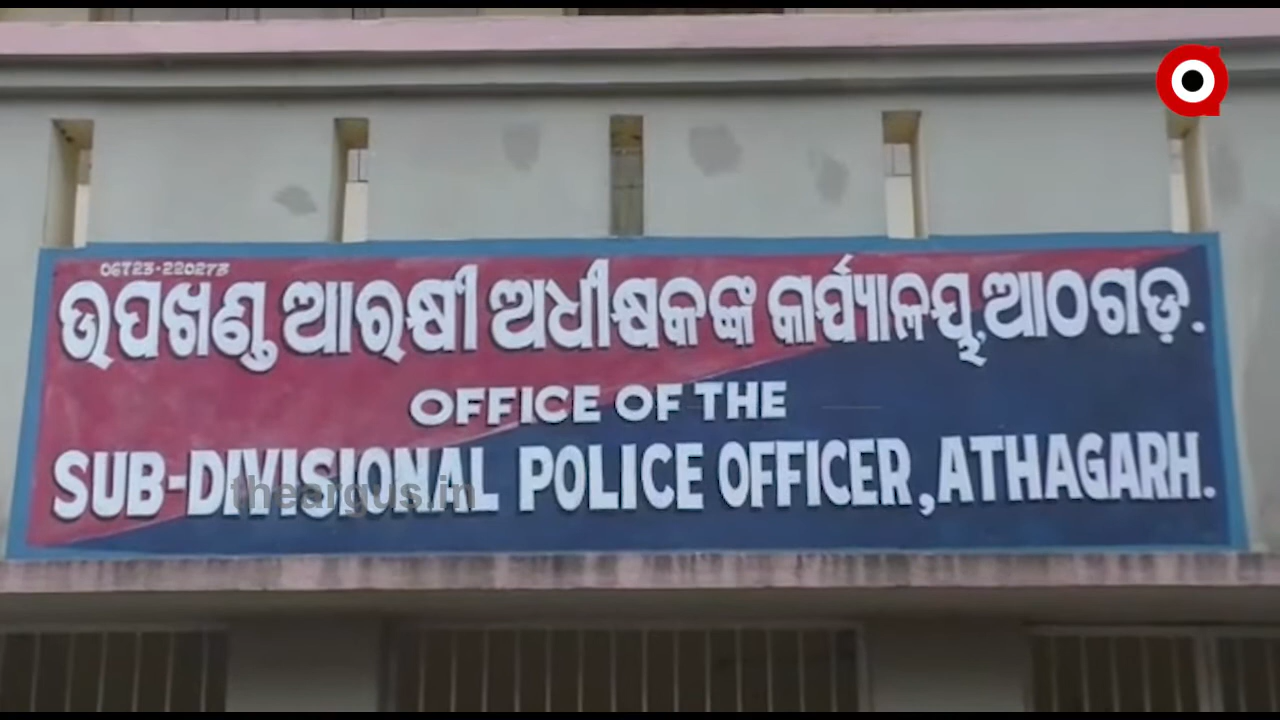 06723-220273
ଉପଖଣ୍ଡ ଆରକ୍ଷୀ ଅଧୀକ୍ଷକଙ୍କ କାର୍ଯ୍ୟାଳୟ, ଆଠଗଡ଼.
OFFICE OF THE
SUB-DIVISIONAL POLICE OFFICER, ATHAGARH.
theargus.in